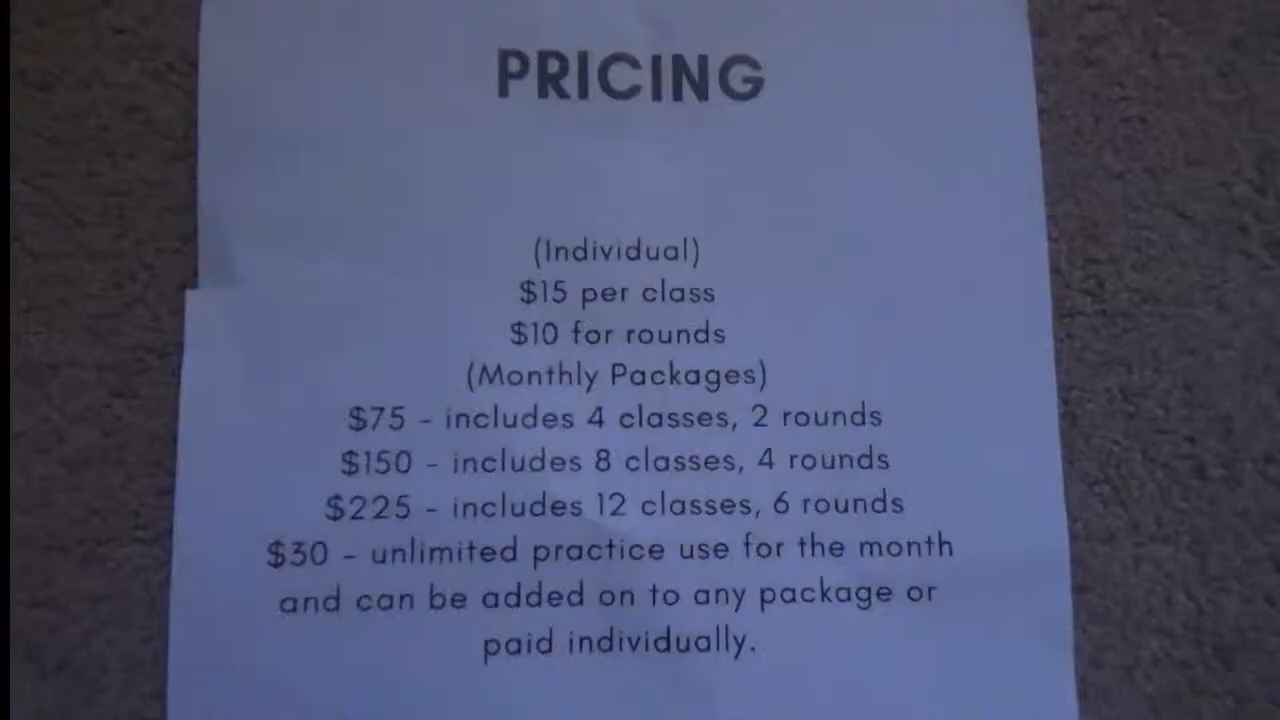 PRICING
(Individual)
$15 per class
$10 for rounds
(Monthly Packages)
$75 - includes 4 classes, 2 rounds
$150 - includes 8 classes, 4 rounds
$225 - includes 12 classes, 6 rounds
$30 - unlimited practice use for the month
and can be added on to any package or
paid individually.